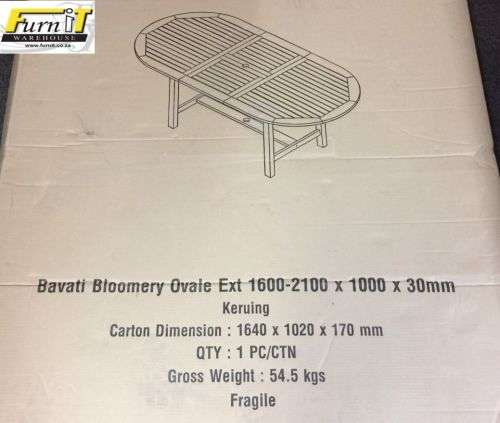 Furn iT
WAREHOUSE
www.furnit.co.za
Bavati Bloomery Ovale Ext 1600-2100 x 1000 x 30mm
Keruing
Carton Dimension : 1640 x 1020 x 170 mm
QTY : 1 PC/CTN
Gross Weight : 54.5 kgs
Fragile